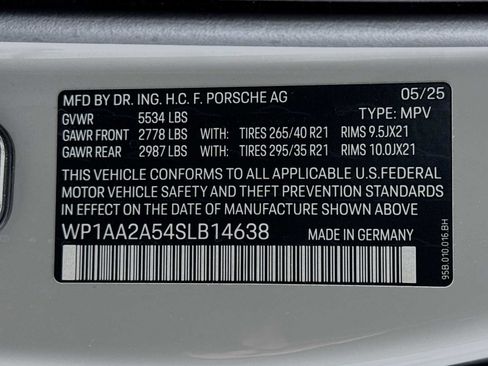 MFD BY DR. ING. H.C. F. PORSCHE AG 05/25
GVWR 5534 LBS TYPE: MPV
GAWR FRONT 2778 LBS WITH: TIRES 265/40 R21 RIMS 9.5JX21
GAWR REAR 2987 LBS WITH: TIRES 295/35 R21 RIMS 10.0JX21
THIS VEHICLE CONFORMS TO ALL APPLICABLE U.S.FEDERAL
MOTOR VEHICLE SAFETY AND THEFT PREVENTION STANDARDS
IN EFFECT ON THE DATE OF MANUFACTURE SHOWN ABOVE
WP1AA2A54SLB14638 MADE IN GERMANY
95B.010.016.BH